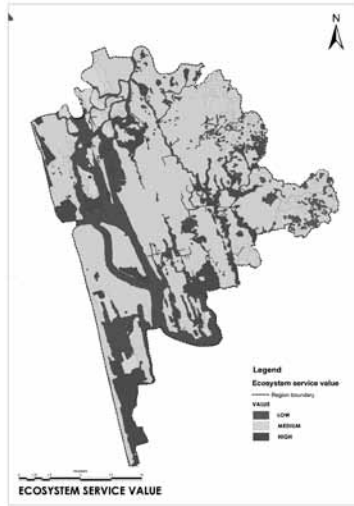 N
Legend
Ecosystem service value
Region boundary
VALUE
LOW
MEDIUM
HIGH
ECOSYSTEM SERVICE VALUE